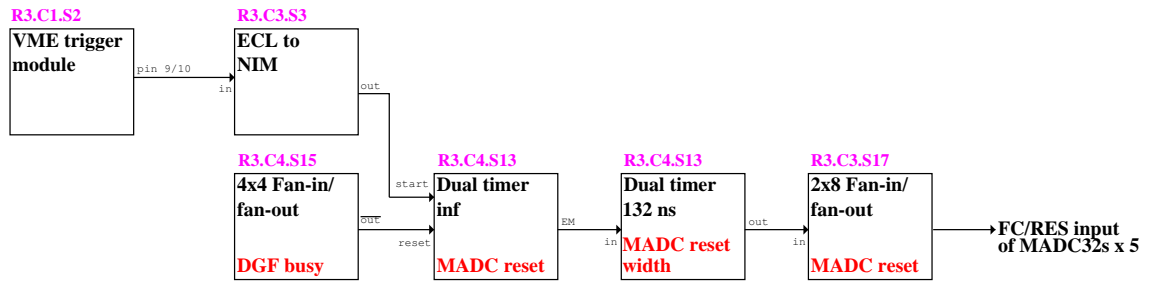 R3.C1.S2
VME trigger
module
pin 9/10
in
R3.C3.S3
ECL to
NIM
out
R3.C4.S15
4x4 Fan-in/
fan-out
DGF busy
out
start
reset
R3.C4.S13
Dual timer
inf
MADC reset
EM
in
R3.C4.S13
Dual timer
132 ns
MADC reset
width
out
in
R3.C3.S17
2x8 Fan-in/
fan-out
MADC reset
FC/RES input
of MADC32s x 5